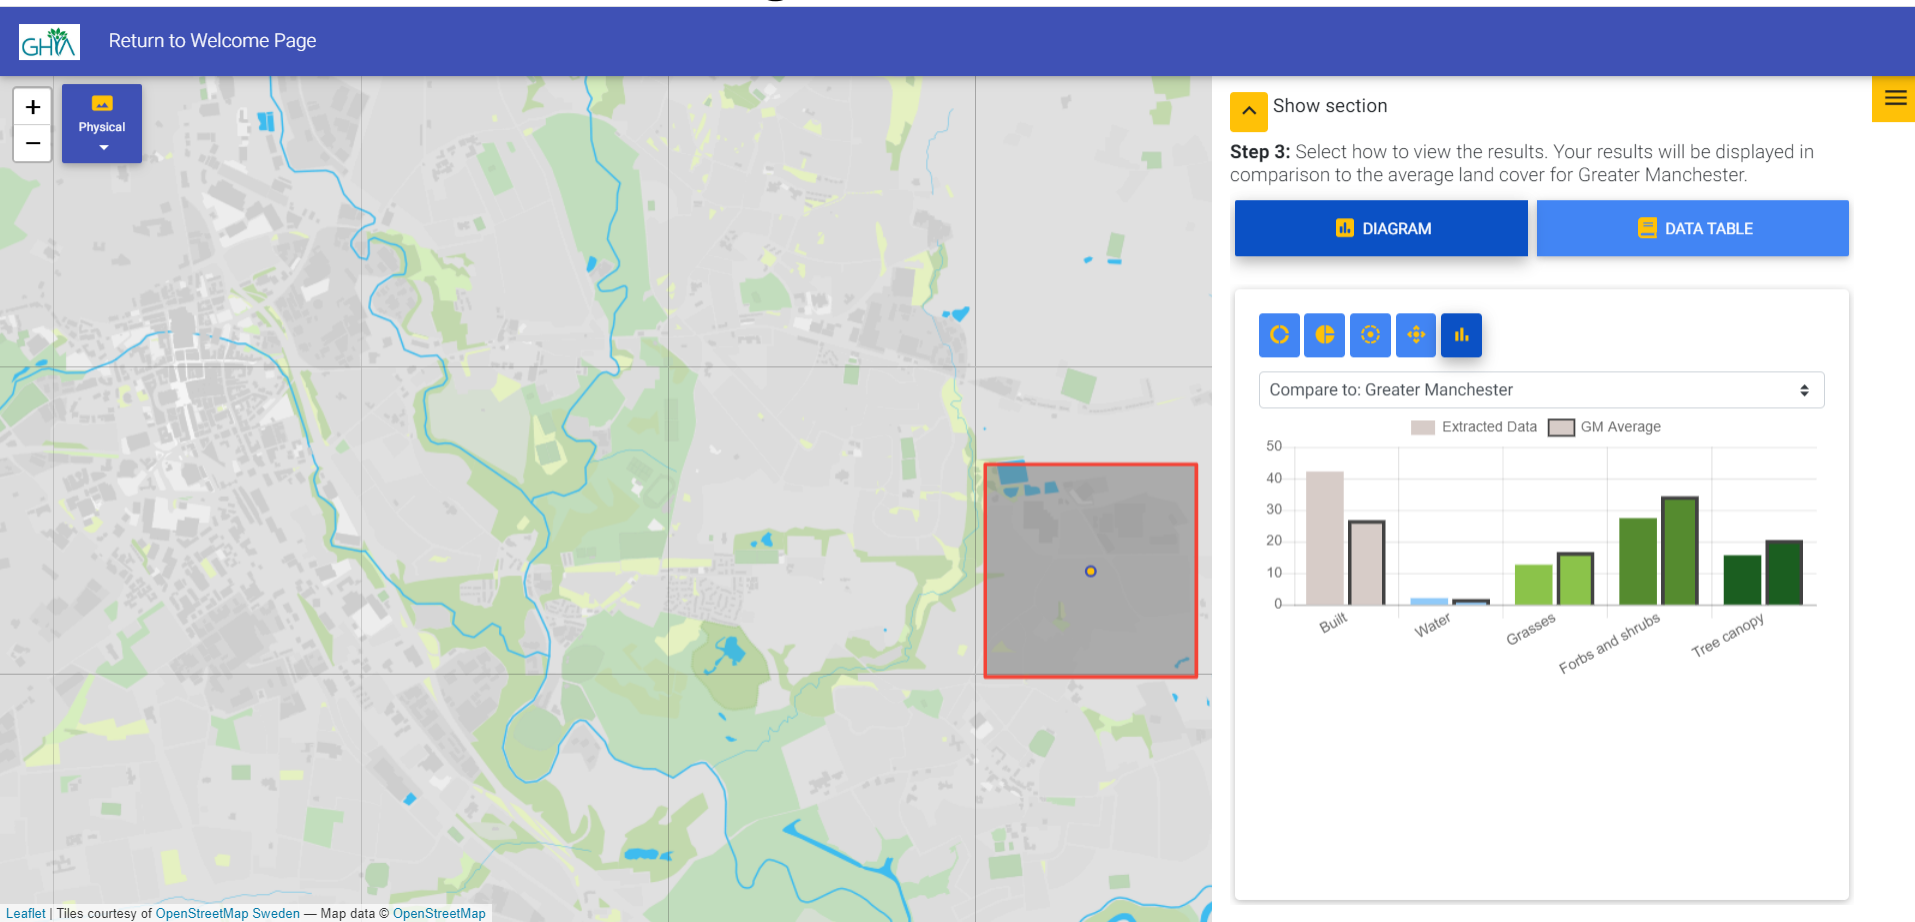 GHIA
Return to Welcome Page
+
−
Physical
Show section
Step 3: Select how to view the results. Your results will be displayed in
comparison to the average land cover for Greater Manchester.
DIAGRAM
DATA TABLE
Compare to: Greater Manchester
Extracted Data
GM Average
50
40
30
20
10
0
Built
Water
Grasses
Forbs and shrubs
Tree canopy
Leaflet | Tiles courtesy of OpenStreetMap Sweden — Map data © OpenStreetMap